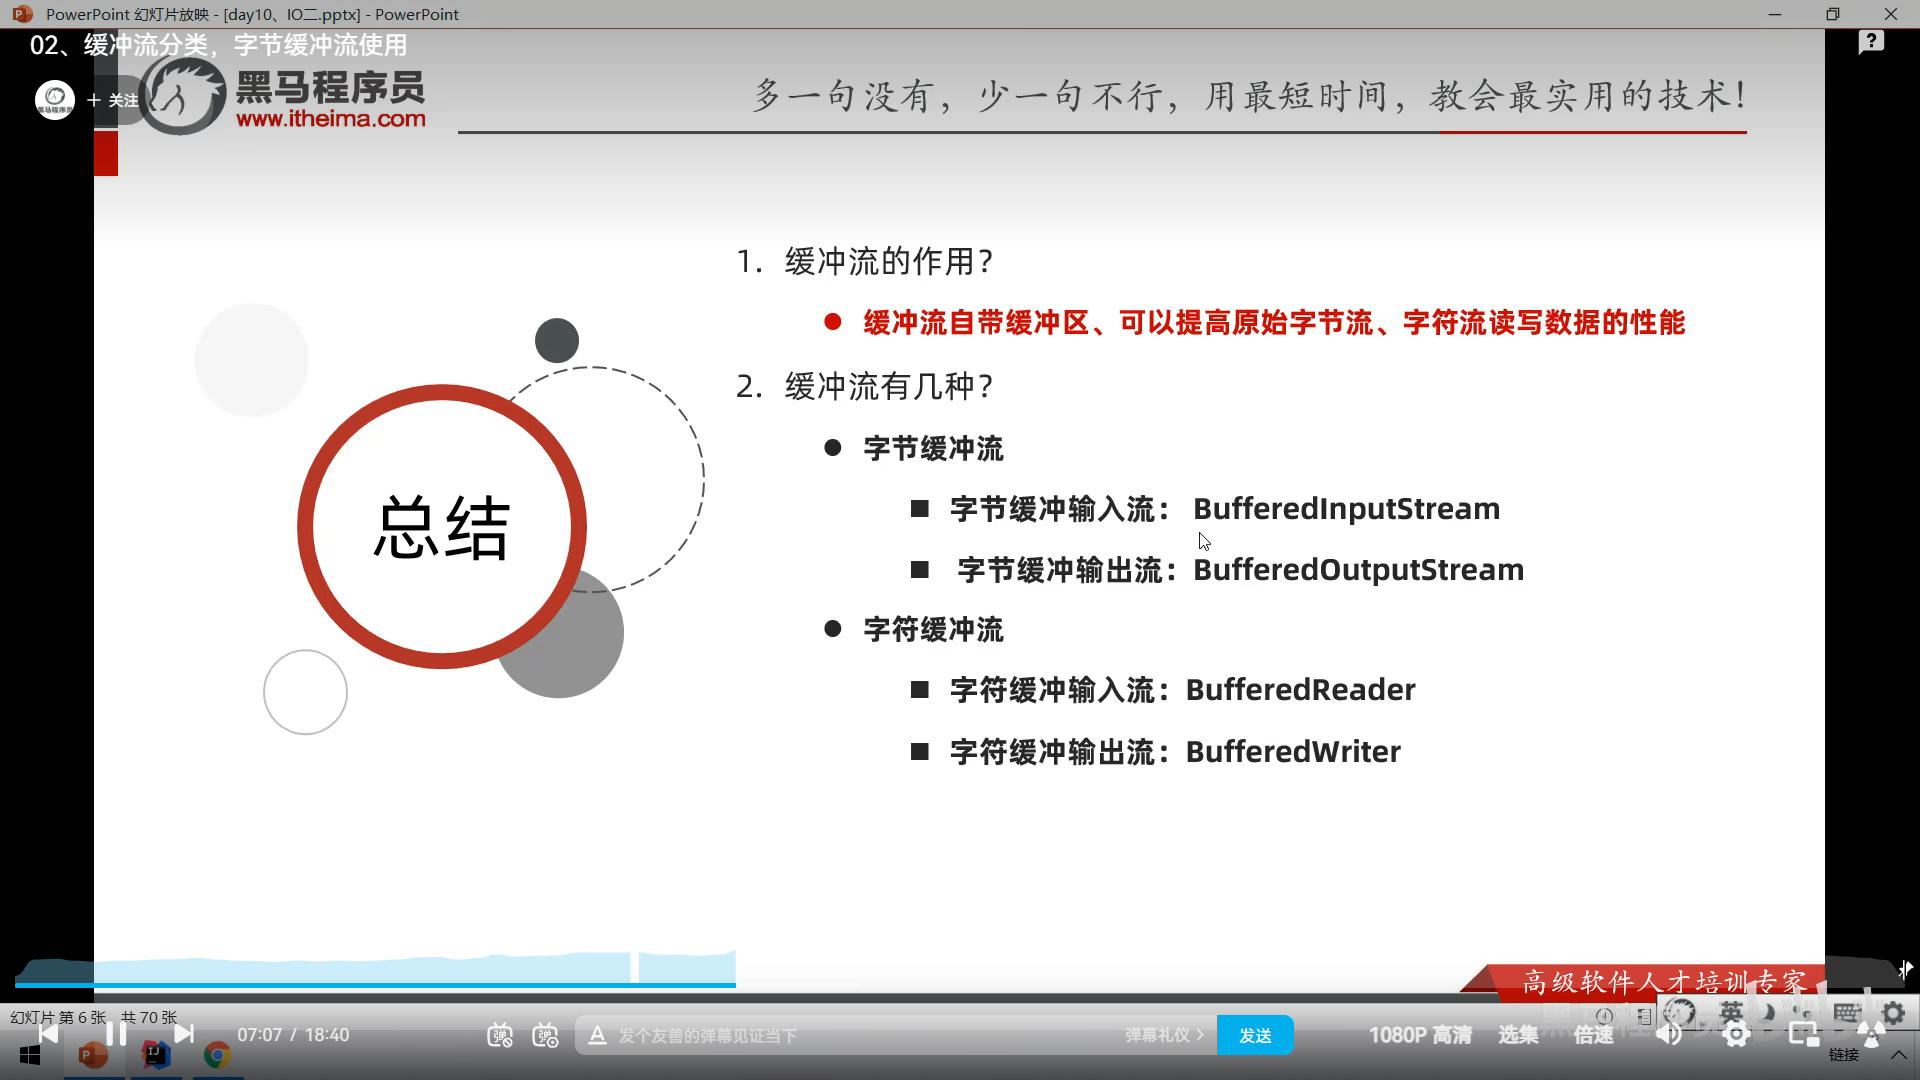 PowerPoint 幻灯片放映 - [day10、IO二.pptx] - PowerPoint
02、缓冲流分类，字节缓冲流使用
+ 关注
黑马程序员
www.itheima.com
多一句没有，少一句不行，用最短时间，教会最实用的技术！
1. 缓冲流的作用？
缓冲流自带缓冲区、可以提高原始字节流、字符流读写数据的性能
2. 缓冲流有几种？
字节缓冲流
字节缓冲输入流： BufferedInputStream
字节缓冲输出流：BufferedOutputStream
字符缓冲流
字符缓冲输入流：BufferedReader
字符缓冲输出流：BufferedWriter
总结
高级软件人才培训专家
幻灯片 第 6 张，共 70 张
英
07:07 / 18:40
发个友善的弹幕见证当下
弹幕礼仪 >
发送
1080P 高清
选集
倍速
链接